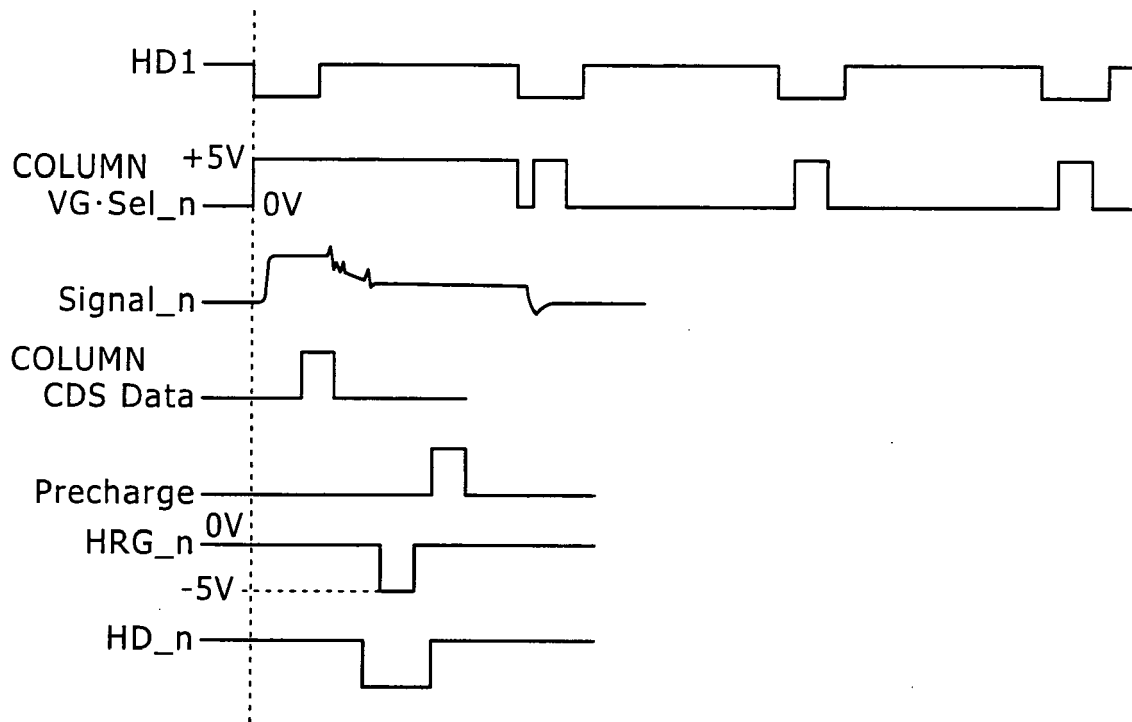 HD1
COLUMN +5V
VG·Sel_n 0V
Signal_n
COLUMN
CDS Data
Precharge
0V
HRG_n
-5V
HD_n